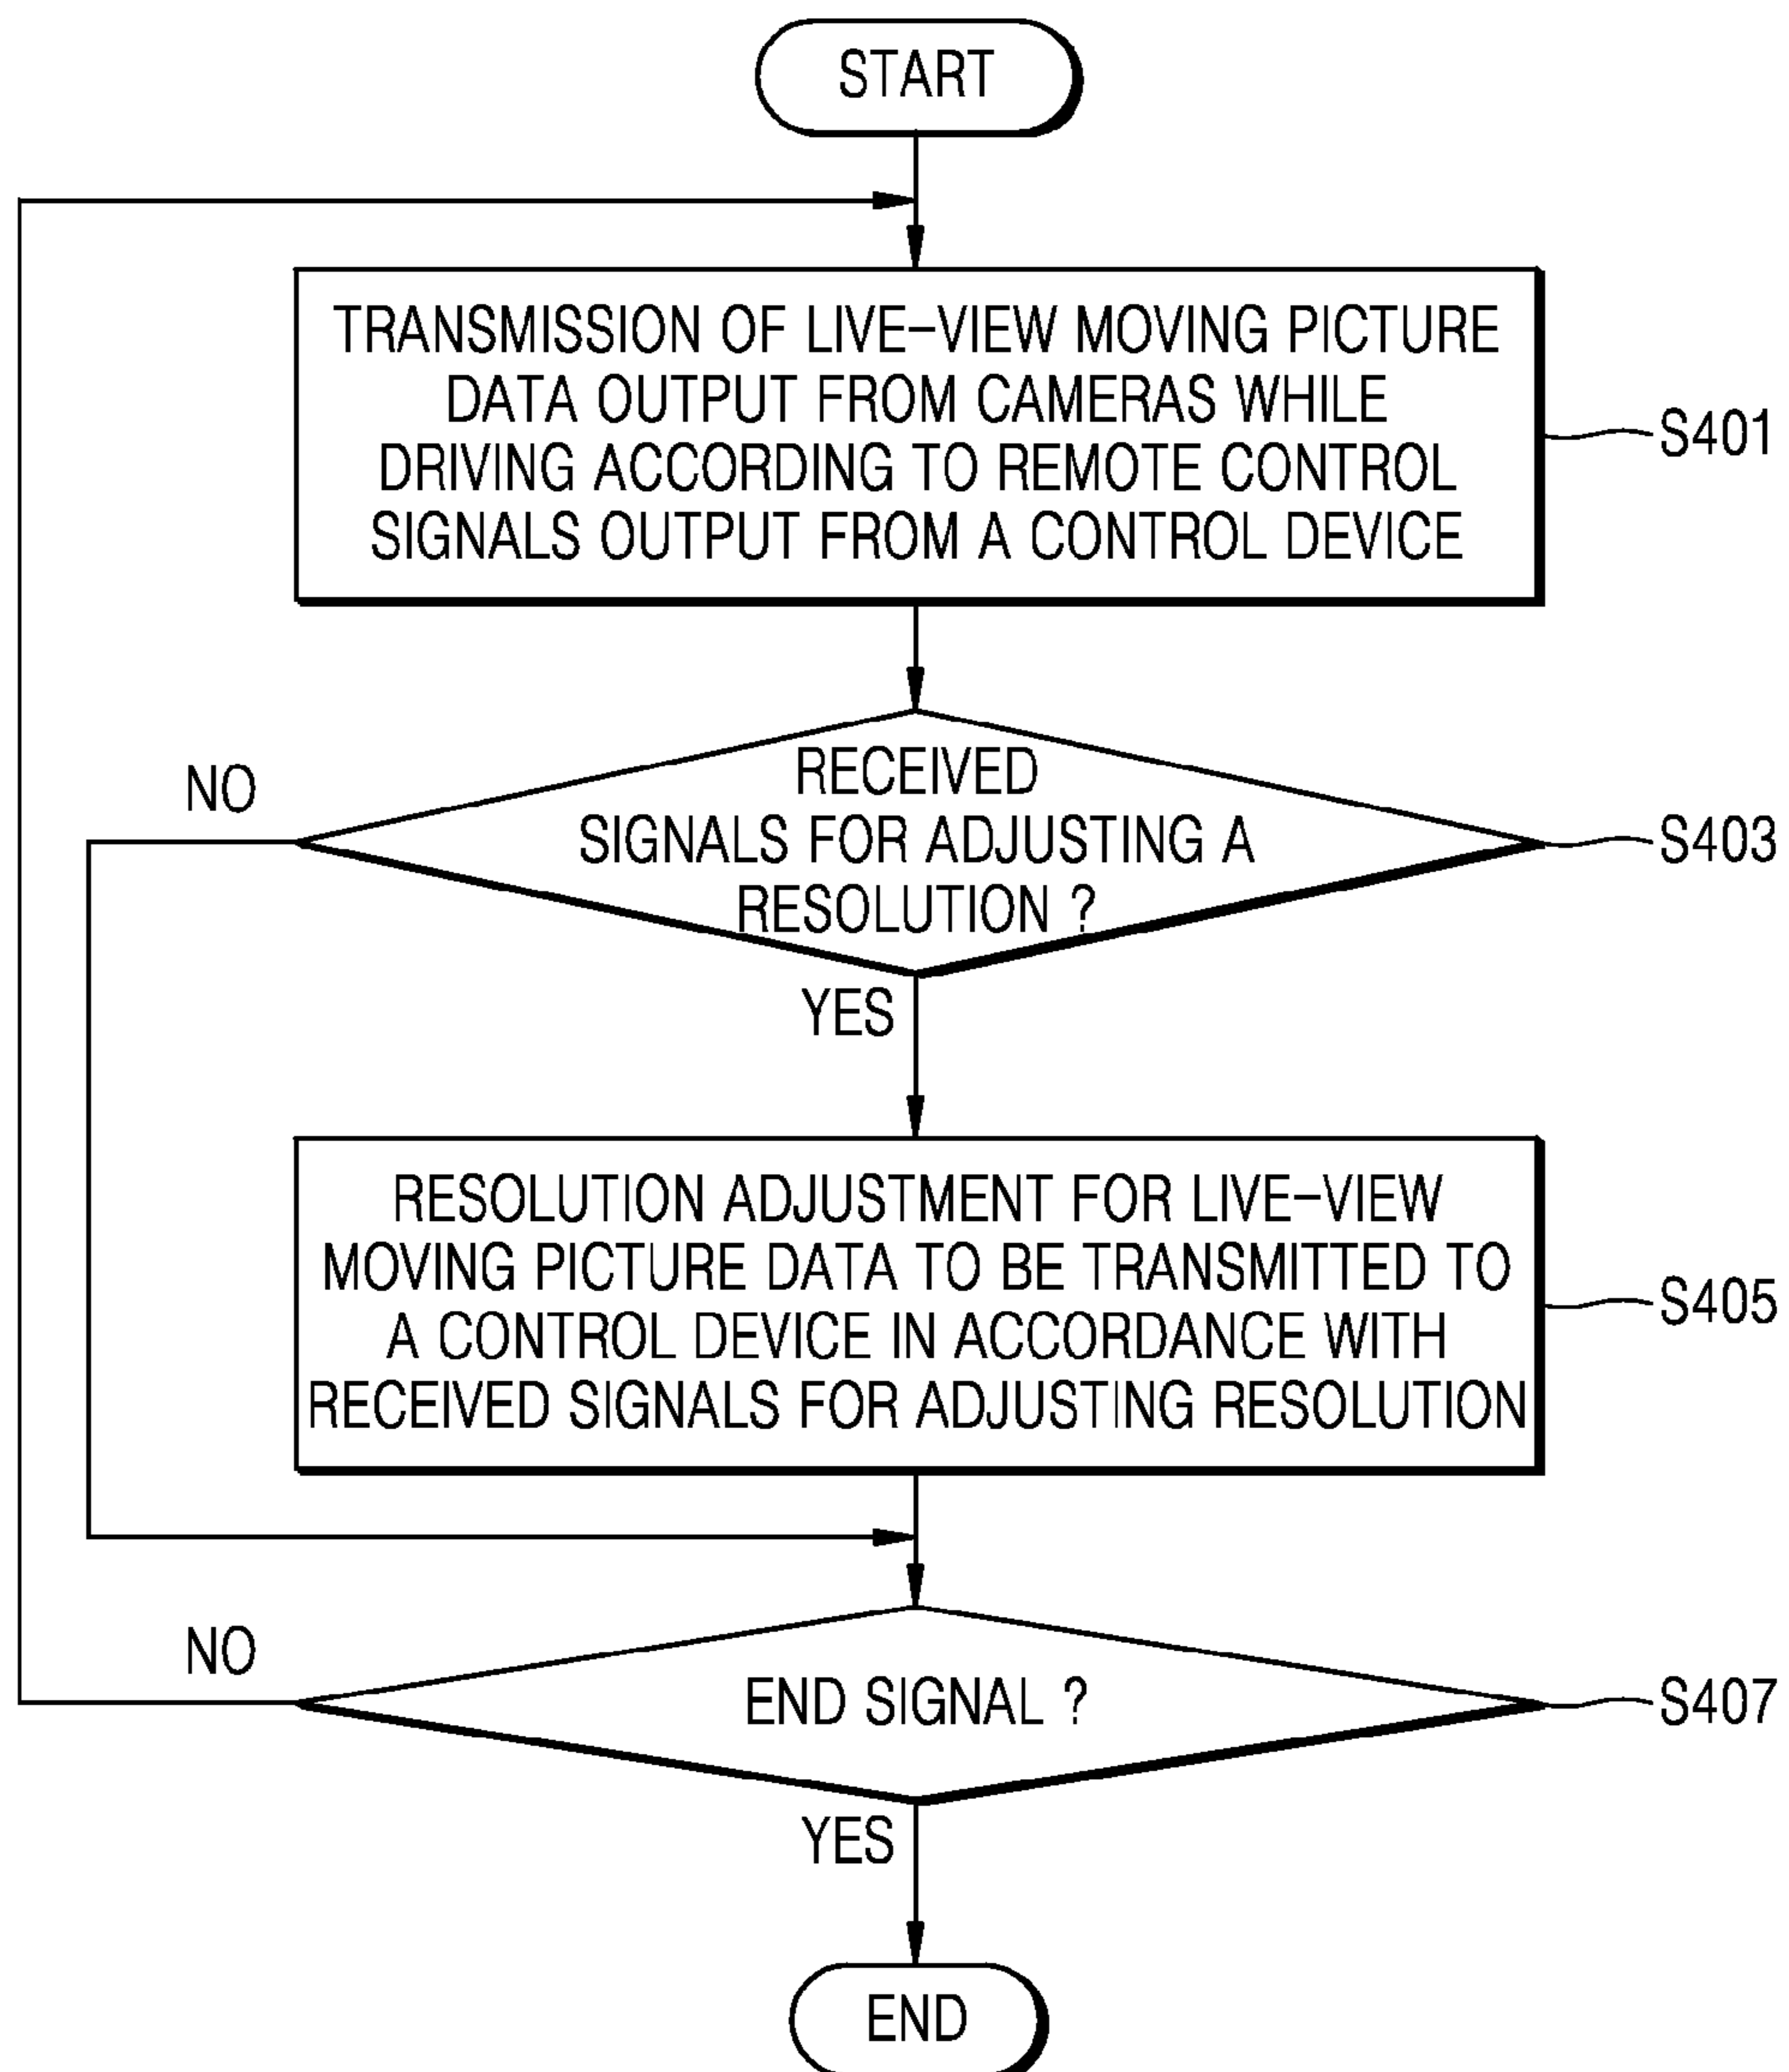 START
TRANSMISSION OF LIVE-VIEW MOVING PICTURE
DATA OUTPUT FROM CAMERAS WHILE
DRIVING ACCORDING TO REMOTE CONTROL
SIGNALS OUTPUT FROM A CONTROL DEVICE
S401
RECEIVED
SIGNALS FOR ADJUSTING A
RESOLUTION ?
NO
S403
YES
RESOLUTION ADJUSTMENT FOR LIVE-VIEW
MOVING PICTURE DATA TO BE TRANSMITTED TO
A CONTROL DEVICE IN ACCORDANCE WITH
RECEIVED SIGNALS FOR ADJUSTING RESOLUTION
S405
NO
END SIGNAL ?
S407
YES
END